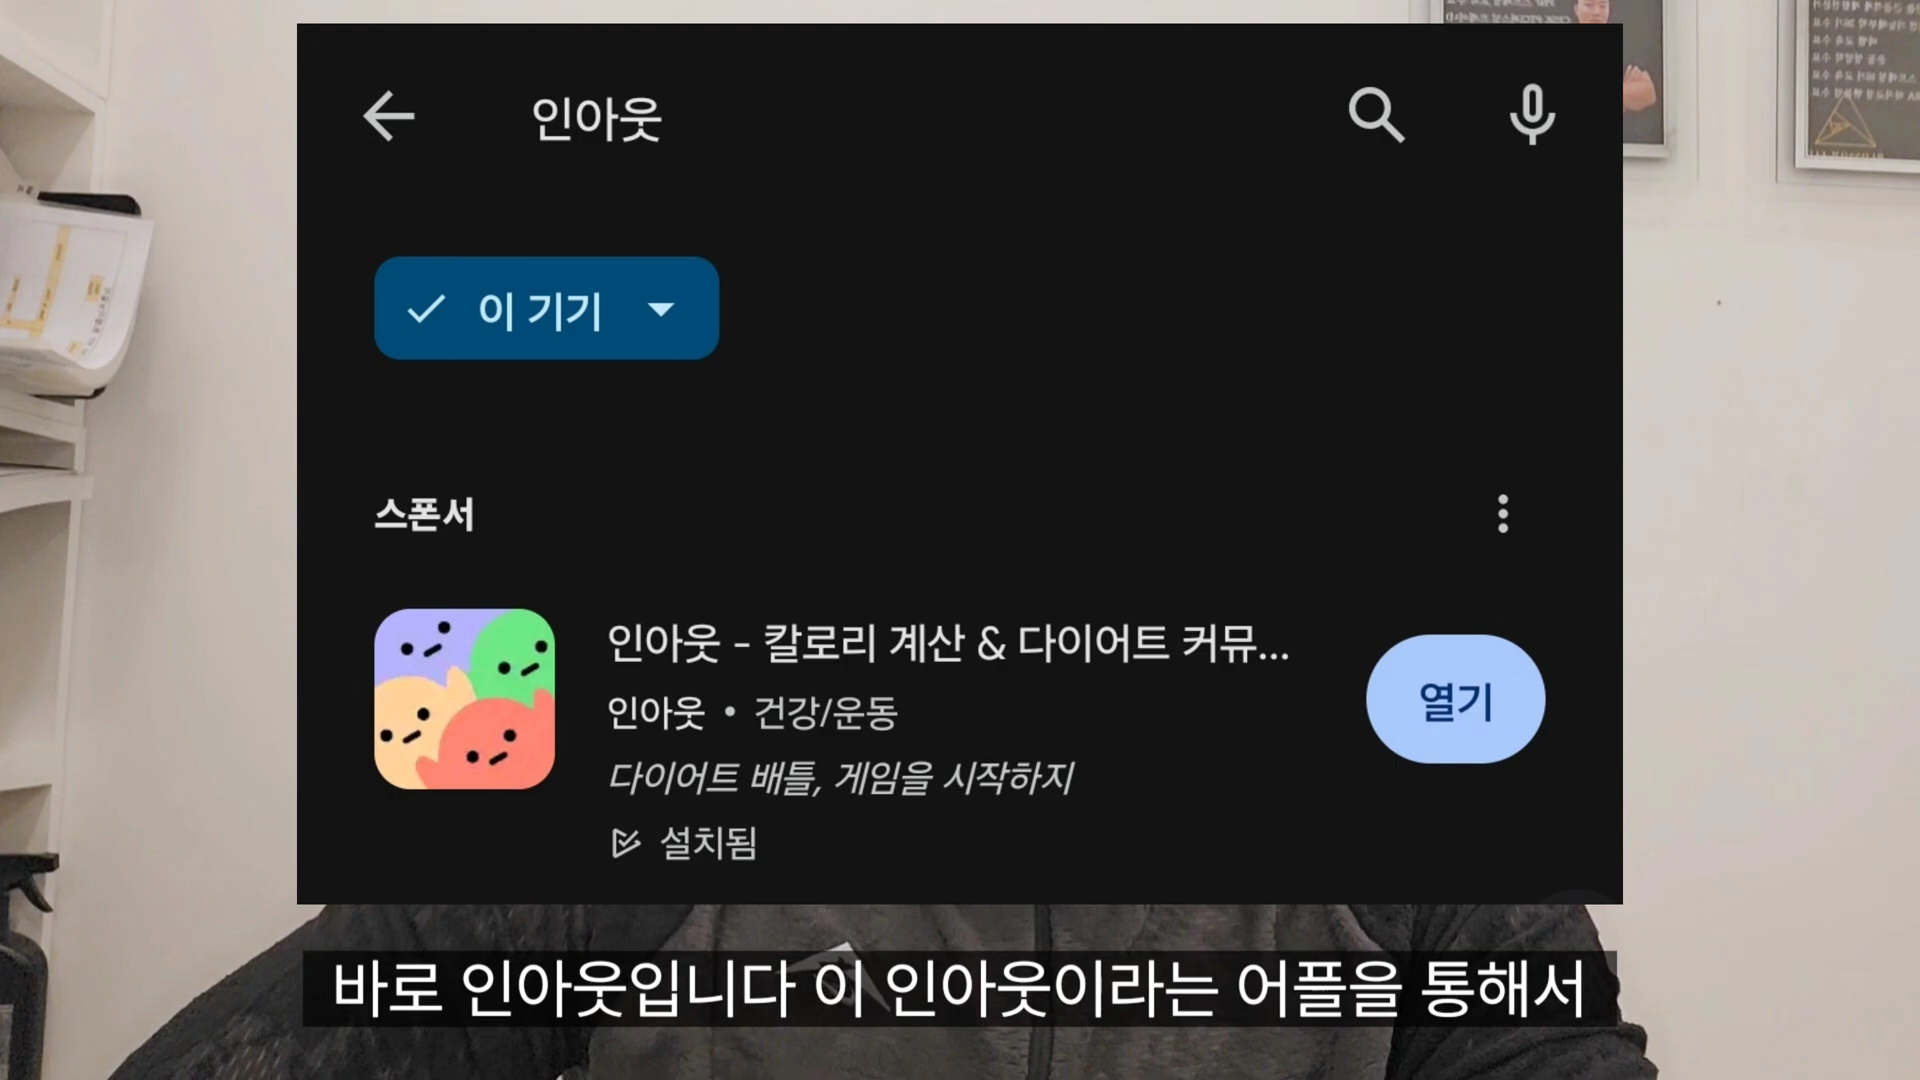 인아웃
이 기기
스폰서
인아웃 - 칼로리 계산 & 다이어트 커뮤...
인아웃 • 건강/운동
다이어트 배틀, 게임을 시작하지
설치됨
열기
바로 인아웃입니다 이 인아웃이라는 어플을 통해서